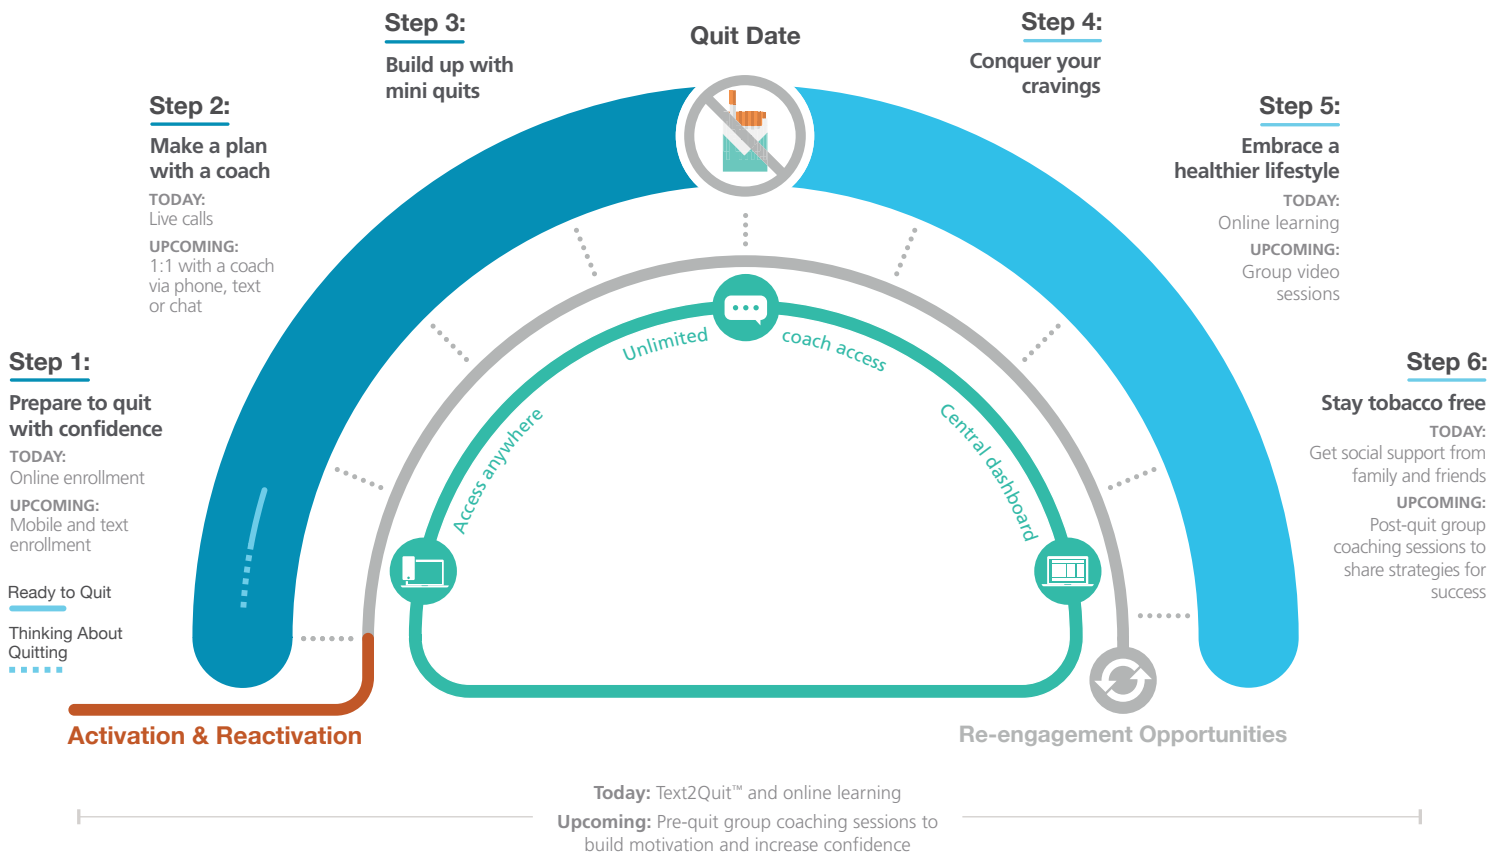 Step 1:
Prepare to quit
with confidence
TODAY:
Online enrollment
UPCOMING:
Mobile and text
enrollment
Ready to Quit
Thinking About
Quitting
Step 2:
Make a plan
with a coach
TODAY:
Live calls
UPCOMING:
1:1 with a coach
via phone, text
or chat
Step 3:
Build up with
mini quits
Quit Date
Step 4:
Conquer your
cravings
Step 5:
Embrace a
healthier lifestyle
TODAY:
Online learning
UPCOMING:
Group video
sessions
Step 6:
Stay tobacco free
TODAY:
Get social support from
family and friends
UPCOMING:
Post-quit group
coaching sessions to
share strategies for
success
Access anywhere
Unlimited coach access
Central dashboard
Activation & Reactivation
Re-engagement Opportunities
Today: Text2Quit™ and online learning
Upcoming: Pre-quit group coaching sessions to
build motivation and increase confidence